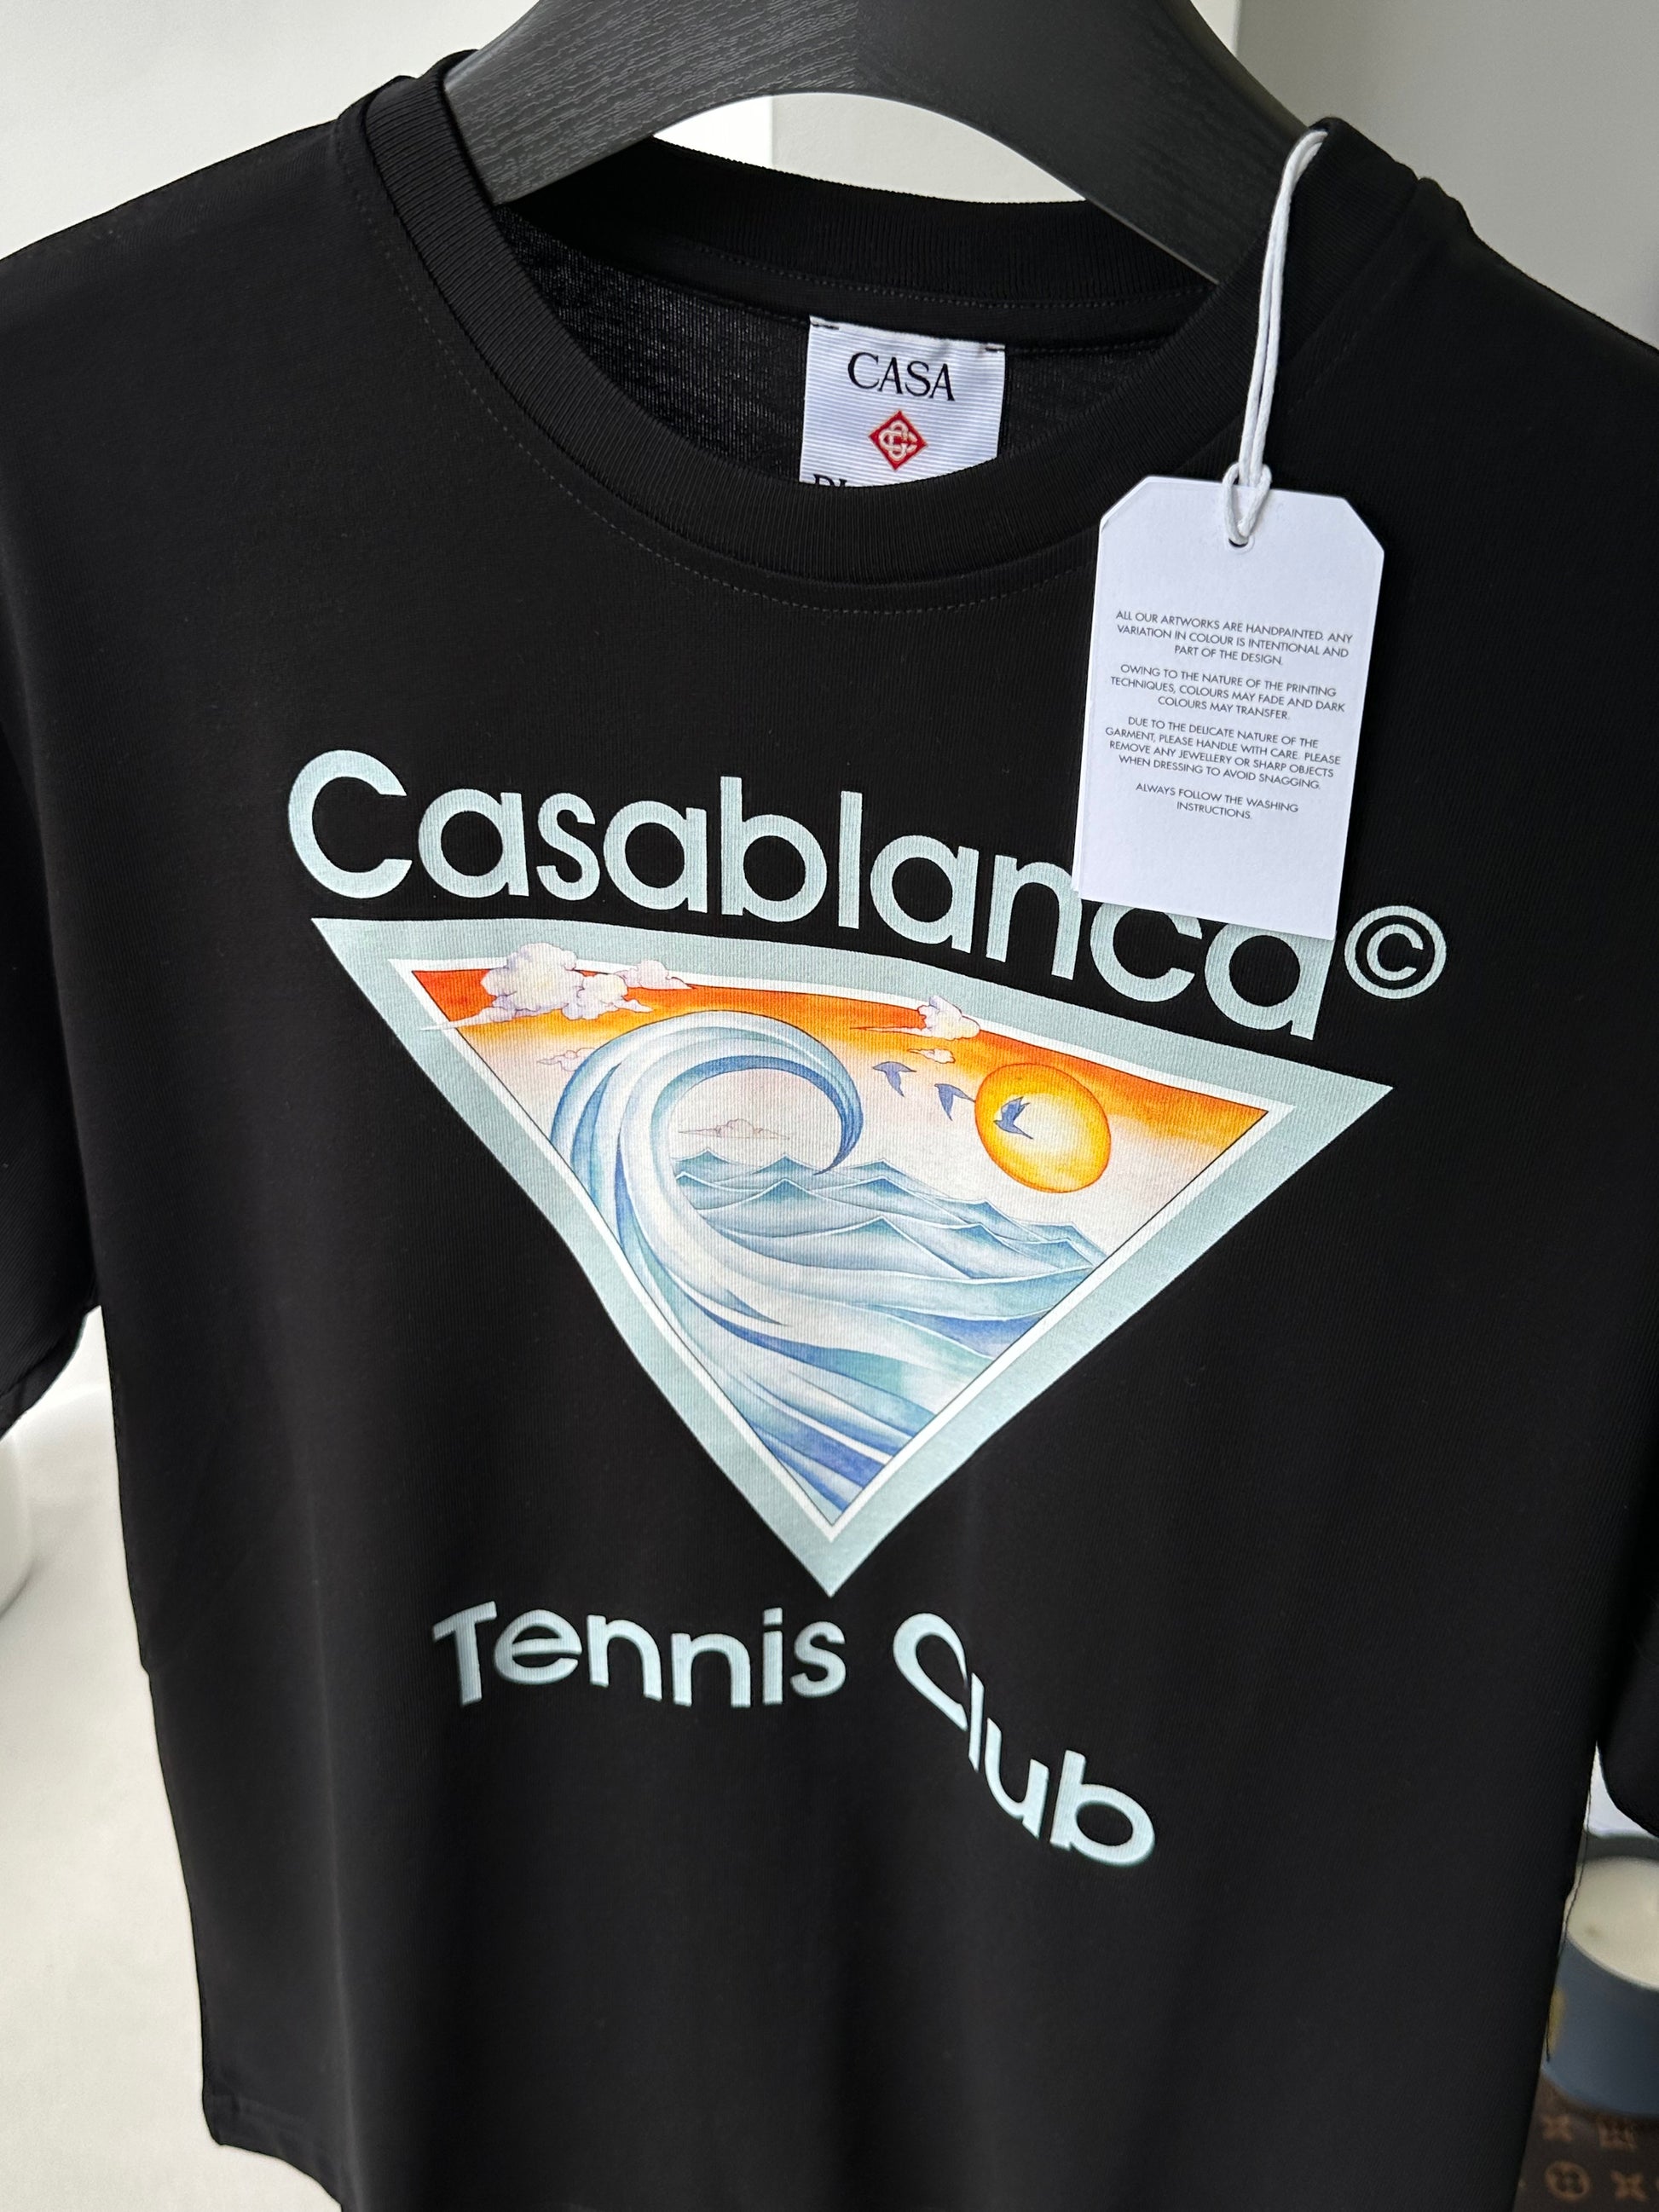 CASA
ALL OUR ARTWORKS ARE HANDPAINTED. ANY
VARIATION IN COLOUR IS INTENTIONAL AND
PART OF THE DESIGN.
OWING TO THE NATURE OF THE PRINTING
TECHNIQUES, COLOURS MAY FADE AND DARK
COLOURS MAY TRANSFER.
DUE TO THE DELICATE NATURE OF THE
GARMENT, PLEASE HANDLE WITH CARE. PLEASE
REMOVE ANY JEWELLERY OR SHARP OBJECTS
WHEN DRESSING TO AVOID SNAGGING.
ALWAYS FOLLOW THE WASHING
INSTRUCTIONS.
Casablanca©
Tennis Club